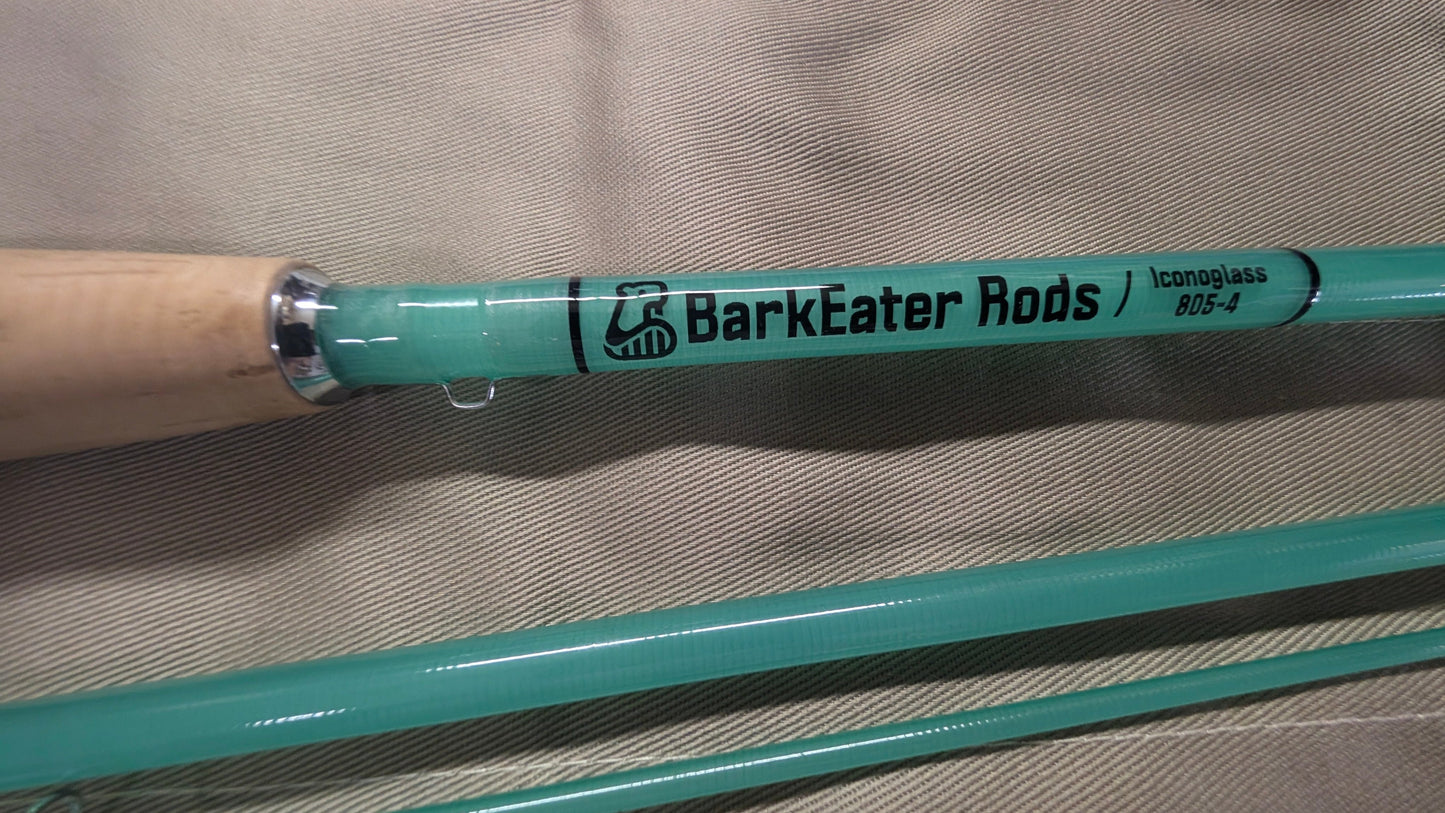 BarkEater Rods /
Iconoglass
805-4